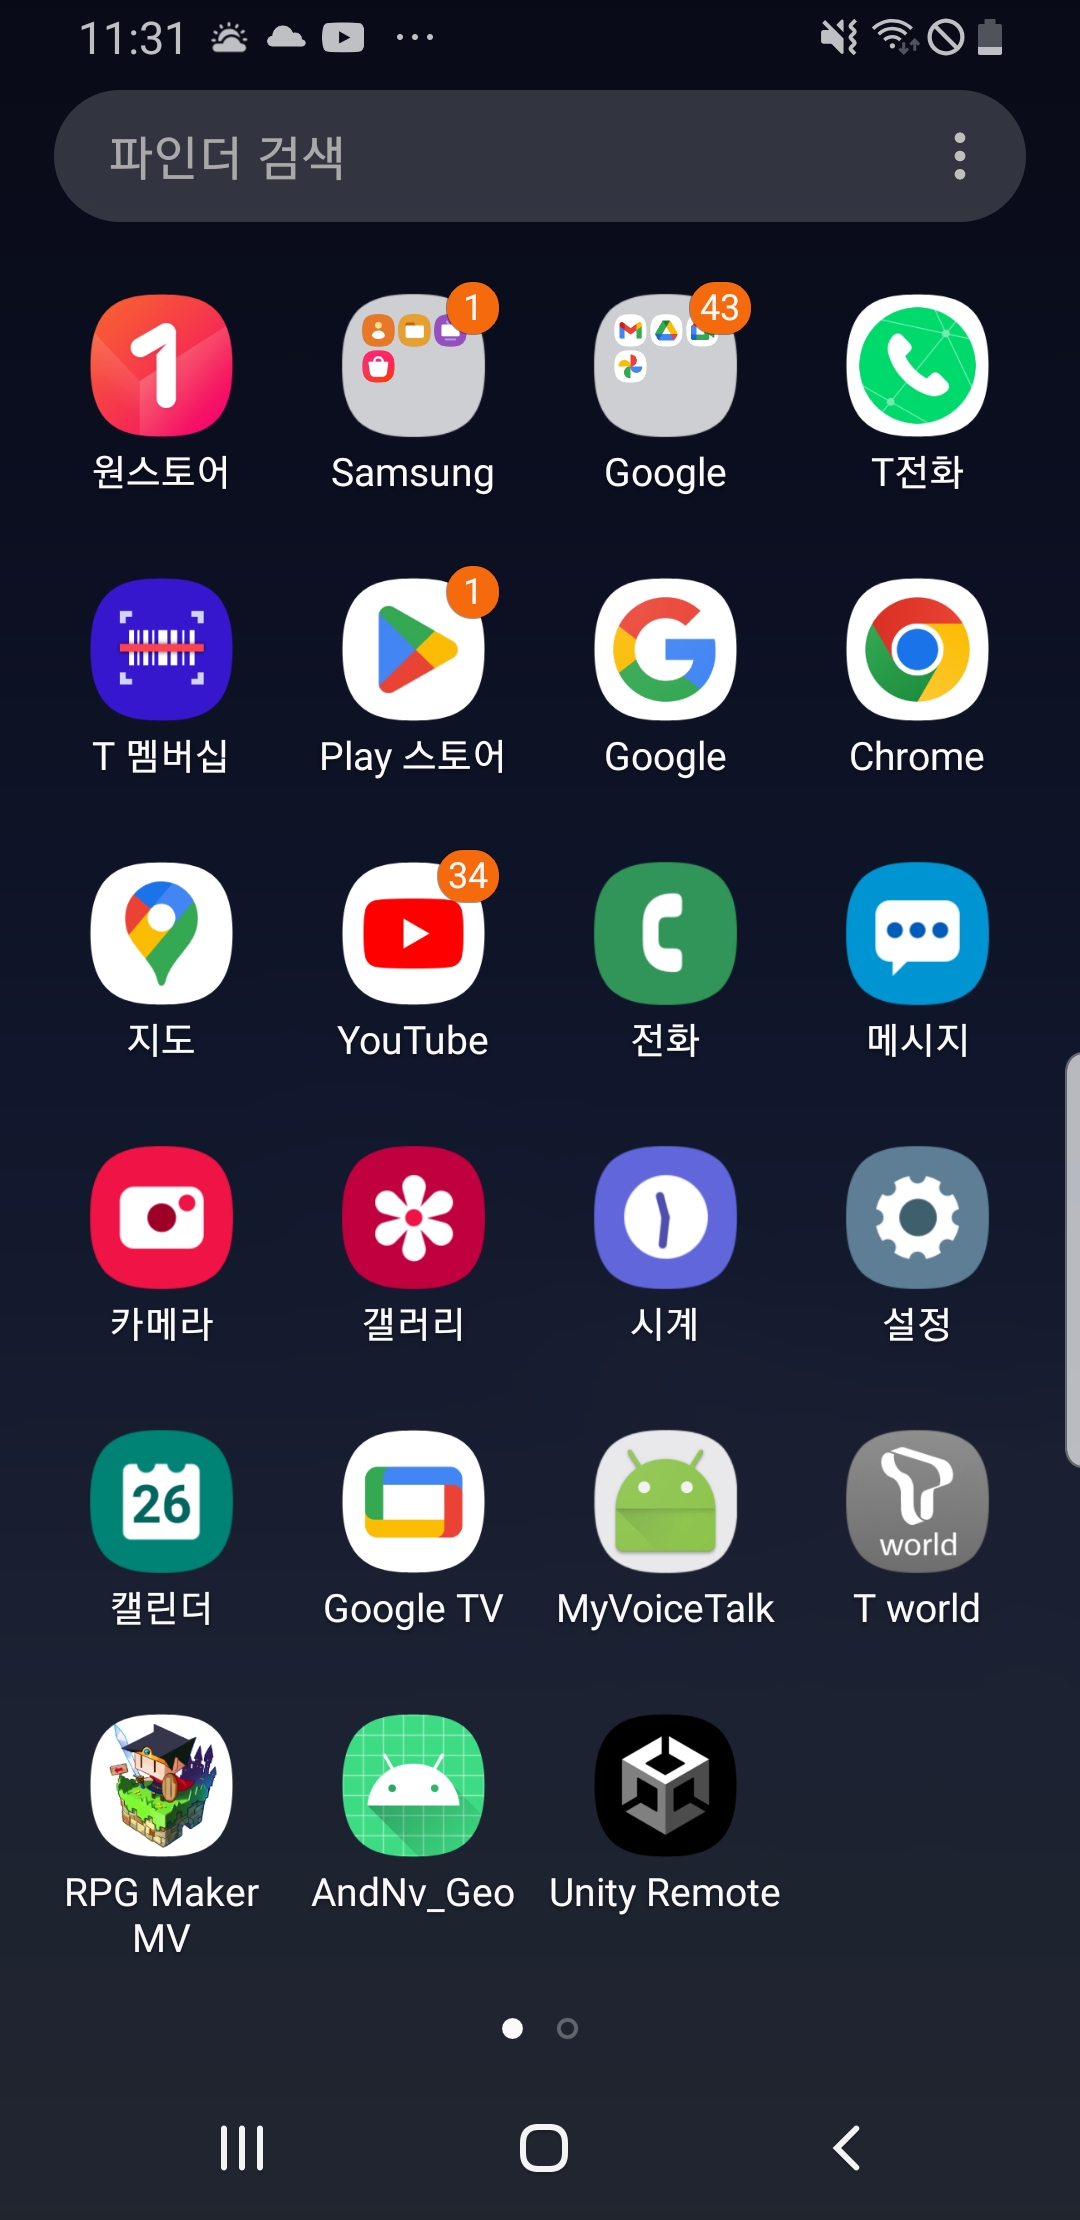 11:31
파인더 검색
1
43
원스토어
Samsung
Google
T전화
1
T 멤버십
Play 스토어
Google
Chrome
34
지도
YouTube
전화
메시지
카메라
갤러리
시계
설정
26
world
캘린더
Google TV
MyVoiceTalk
T world
RPG Maker
MV
AndNv_Geo
Unity Remote